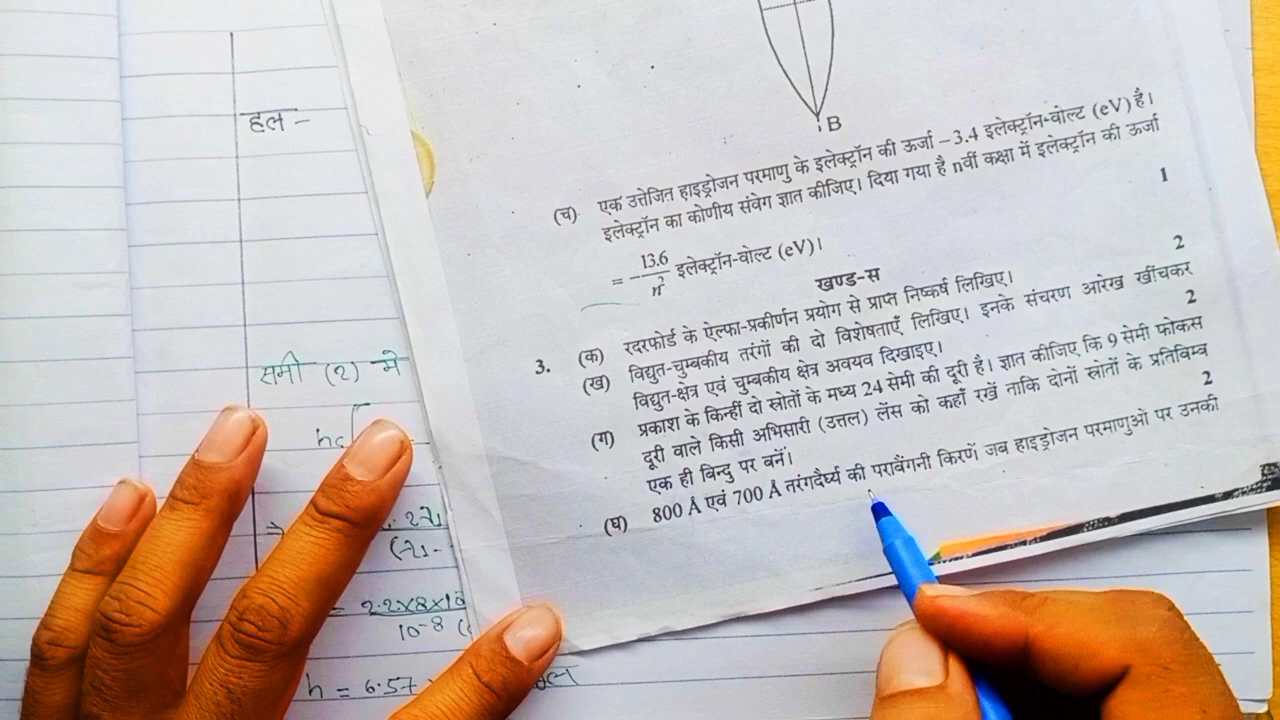 हल -
समी (2) में
hc
⇒
= 2.2×8×10
10⁻⁸
h = 6.57
B
(च) एक उत्तेजित हाइड्रोजन परमाणु के इलेक्ट्रॉन की ऊर्जा – 3.4 इलेक्ट्रॉन-वोल्ट (eV) है।
इलेक्ट्रॉन का कोणीय संवेग ज्ञात कीजिए। दिया गया है nवीं कक्षा में इलेक्ट्रॉन की ऊर्जा
= -13.6/n² इलेक्ट्रॉन-वोल्ट (eV)। 1
खण्ड-स
3. (क) रदरफोर्ड के ऐल्फा-प्रकीर्णन प्रयोग से प्राप्त निष्कर्ष लिखिए। 2
(ख) विद्युत-चुम्बकीय तरंगों की दो विशेषताएँ लिखिए। इनके संचरण आरेख खींचकर
विद्युत-क्षेत्र एवं चुम्बकीय क्षेत्र अवयव दिखाइए। 2
(ग) प्रकाश के किन्हीं दो स्रोतों के मध्य 24 सेमी की दूरी है। ज्ञात कीजिए कि 9 सेमी फोकस
दूरी वाले किसी अभिसारी (उत्तल) लेंस को कहाँ रखें ताकि दोनों स्रोतों के प्रतिविम्व
एक ही बिन्दु पर बनें। 2
(घ) 800 Å एवं 700 Å तरंगदैर्घ्य की पराबैंगनी किरणें जब हाइड्रोजन परमाणुओं पर उनकी